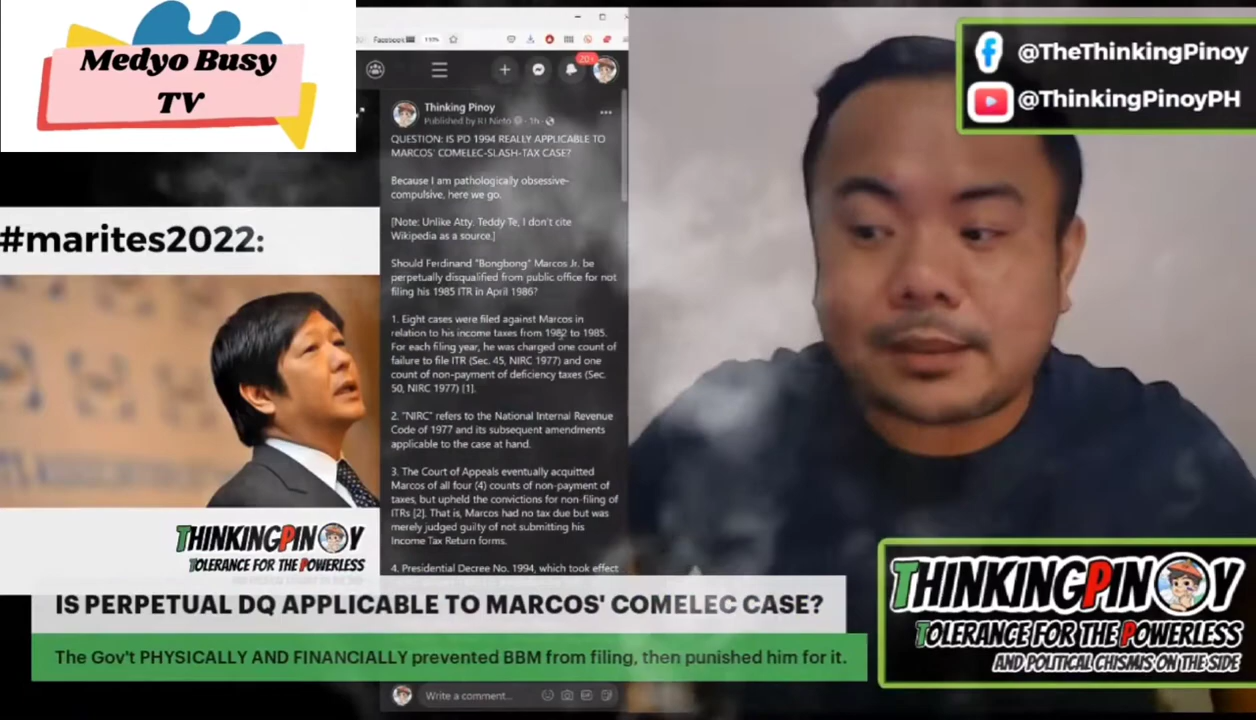 Medyo Busy
TV
Facebook
110%
20+
@TheThinkingPinoy
@ThinkingPinoyPH
Thinking Pinoy
Published by RJ Nieto · 1h ·
QUESTION: IS PD 1994 REALLY APPLICABLE TO
MARCOS' COMELEC-SLASH-TAX CASE?
Because I am pathologically obsessive-
compulsive, here we go.
[Note: Unlike Atty. Teddy Te, I don't cite
Wikipedia as a source.]
Should Ferdinand "Bongbong" Marcos Jr. be
perpetually disqualified from public office for not
filing his 1985 ITR in April 1986?
1. Eight cases were filed against Marcos in
relation to his income taxes from 1982 to 1985.
For each filing year, he was charged one count of
failure to file ITR (Sec. 45, NIRC 1977) and one
count of non-payment of deficiency taxes (Sec.
50, NIRC 1977) [1].
2. "NIRC" refers to the National Internal Revenue
Code of 1977 and its subsequent amendments
applicable to the case at hand.
3. The Court of Appeals eventually acquitted
Marcos of all four (4) counts of non-payment of
taxes, but upheld the convictions for non-filing of
ITRs [2]. That is, Marcos had no tax due but was
merely judged guilty of not submitting his
Income Tax Return forms.
4. Presidential Decree No. 1994, which took effect
#marites2022:
THINKINGPINOY
TOLERANCE FOR THE POWERLESS
IS PERPETUAL DQ APPLICABLE TO MARCOS' COMELEC CASE?
The Gov't PHYSICALLY AND FINANCIALLY prevented BBM from filing, then punished him for it.
Write a comment...
THINKINGPINOY
TOLERANCE FOR THE POWERLESS
AND POLITICAL CHISMIS ON THE SIDE